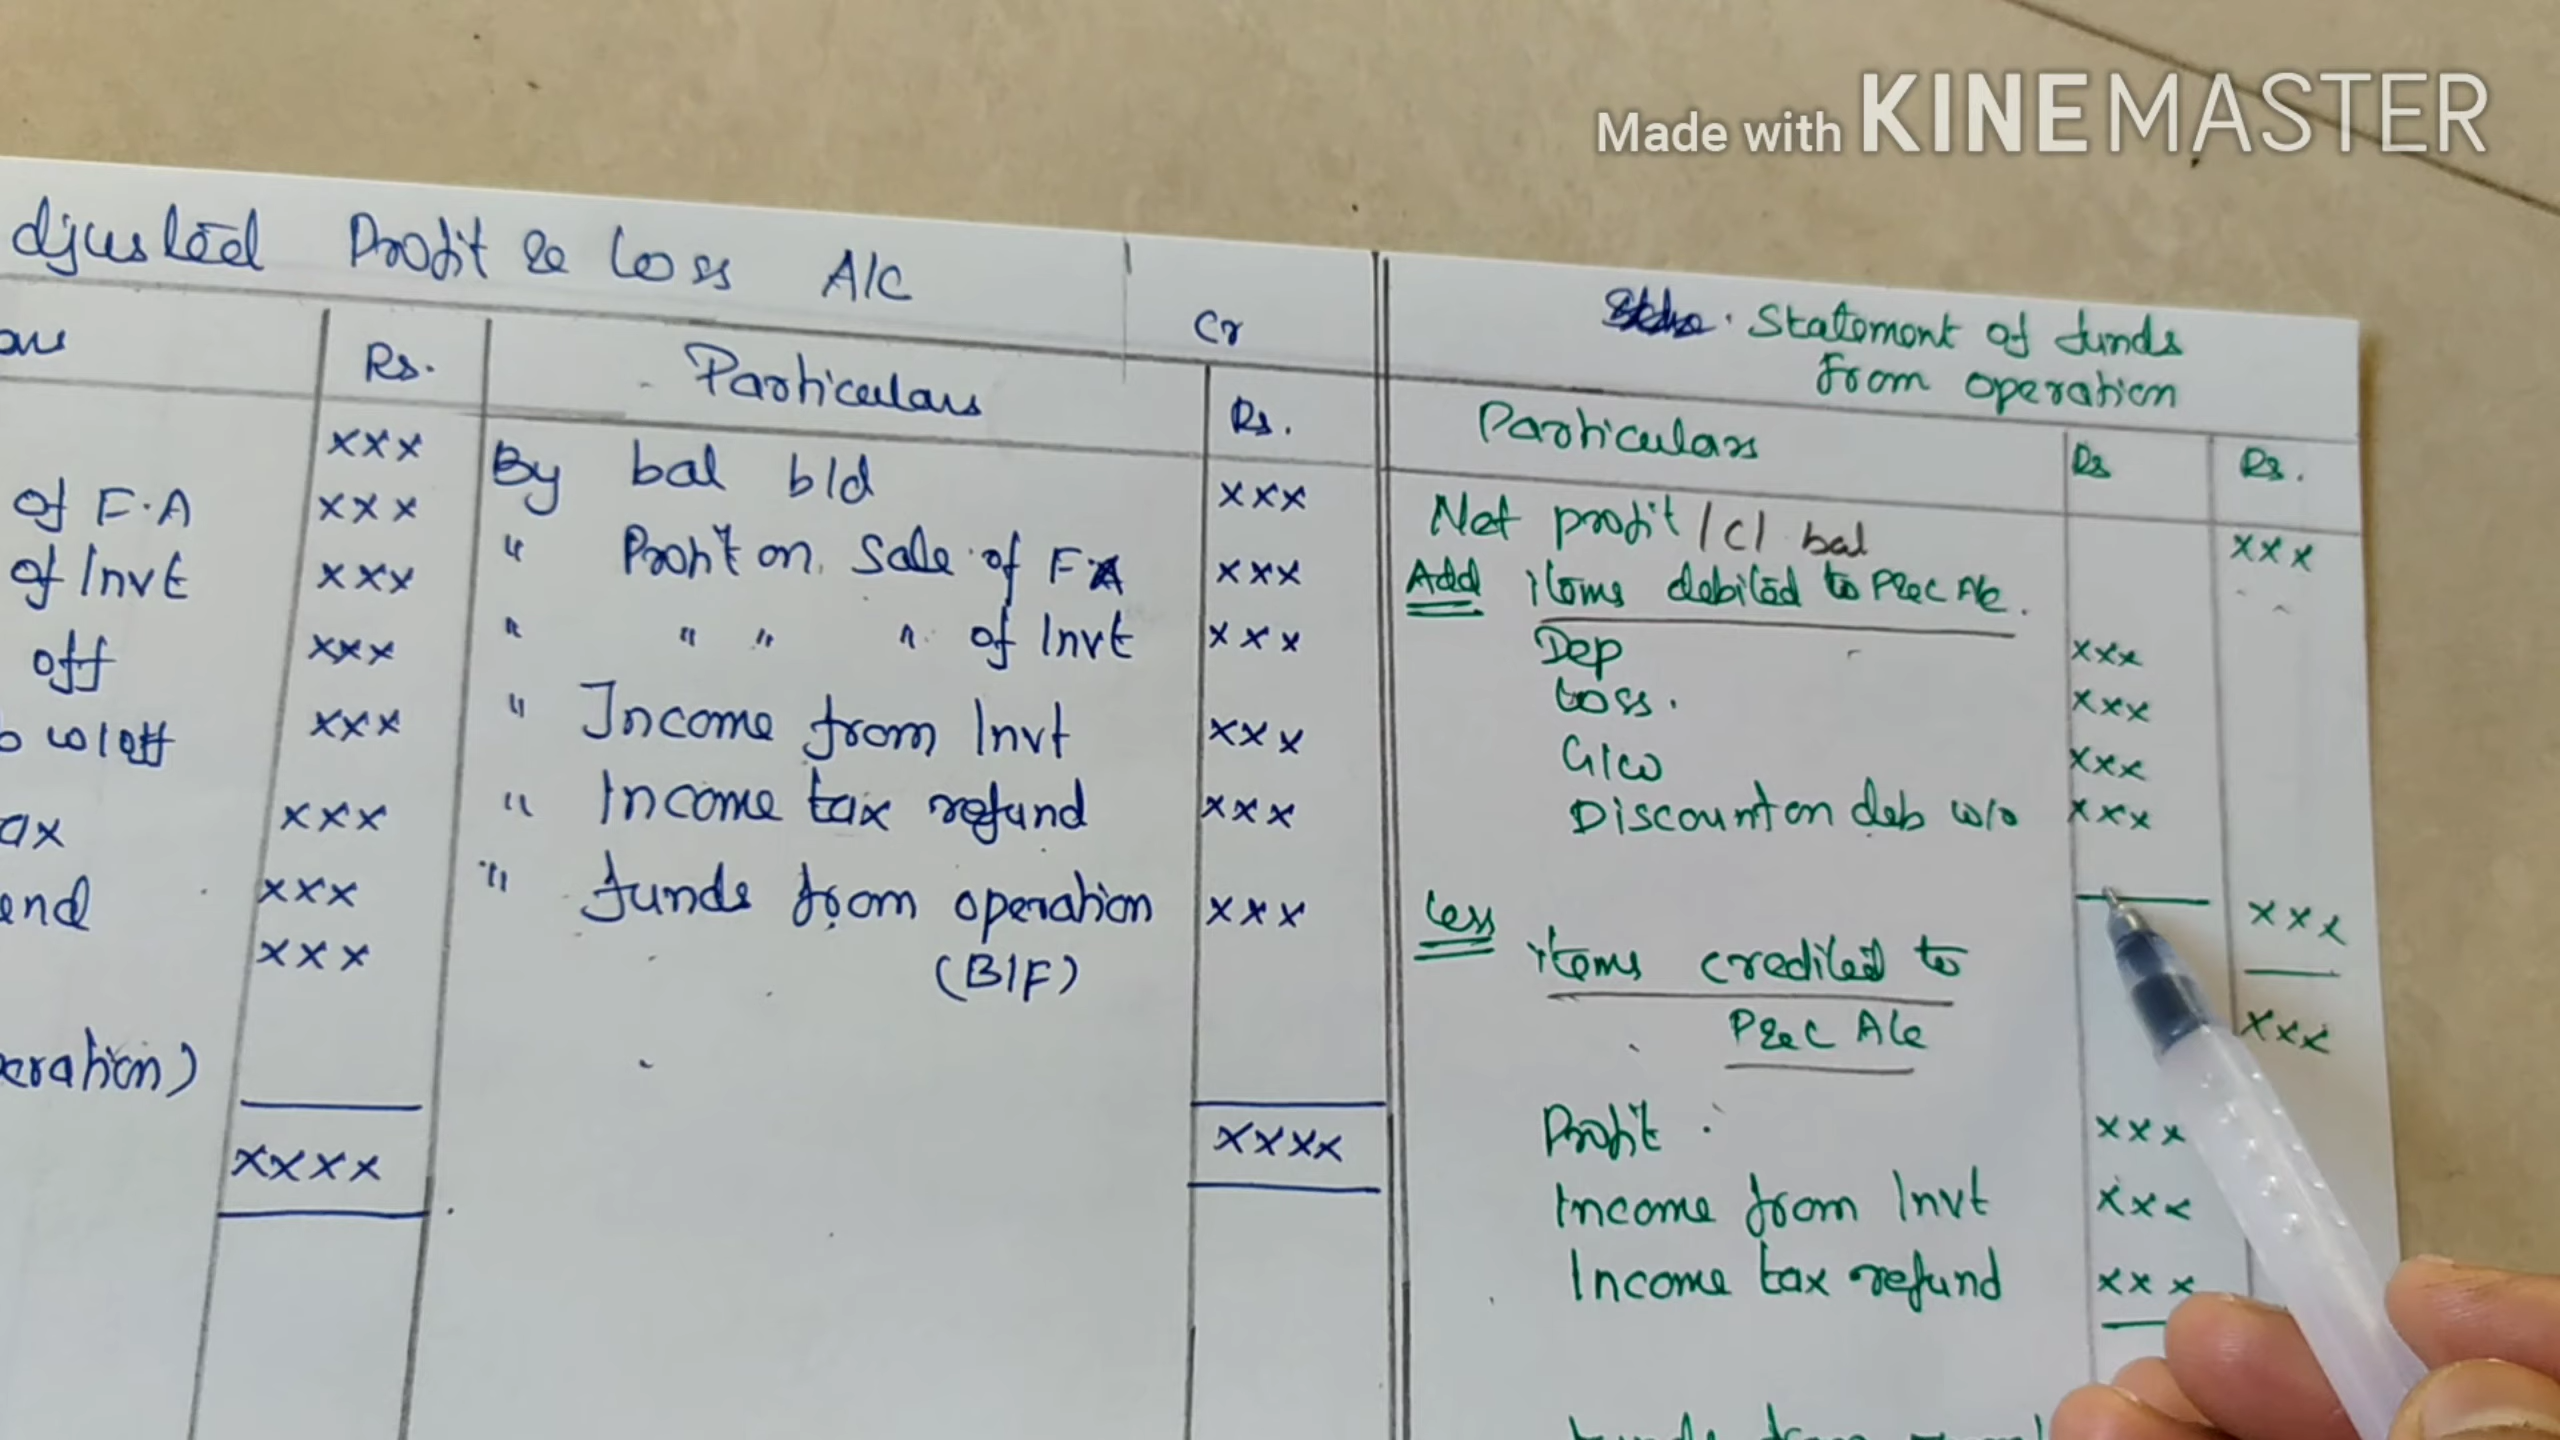 Made with KINEMASTER
djusted Profit & Loss A/C
Cr
Rs. Particulars Rs.
xxx By bal b/d xxx
of F.A xxx " Profit on Sale of FA xxx
of Invt xxx " " " " of Invt xxx
off xxx " Income from Invt xxx
w/off xxx " Income tax refund xxx
ax xxx " funds from operation xxx
end xxx (B/F)
xxx
eration)
xxxx xxxx
Statement of funds
from operation
Particulars Rs Rs.
Net profit / Cl bal xxx
Add items debited to P&L A/c.
Dep xxx
Loss. xxx
G/w xxx
Discount on deb w/o xxx
xxx
Less items credited to
P&L A/c xxx
Profit xxx
Income from Invt xxx
Income tax refund xxx